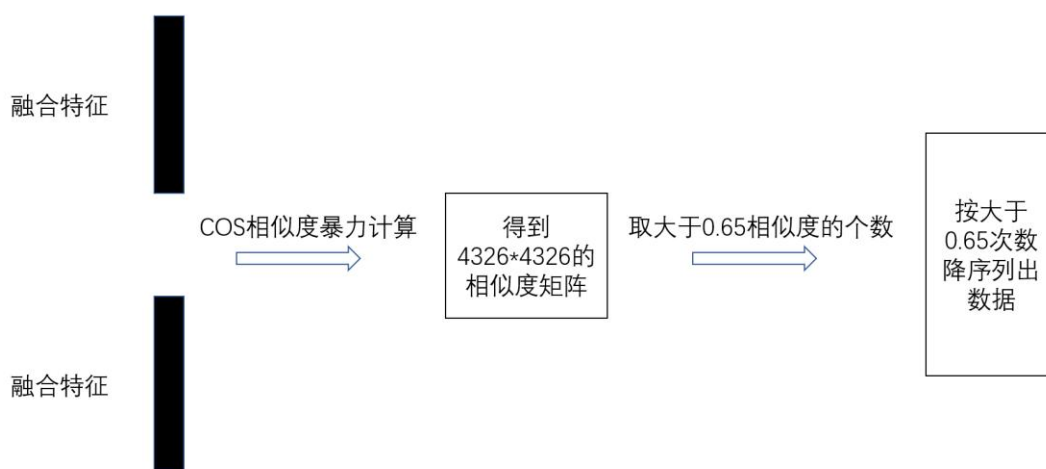 融合特征
COS相似度暴力计算
得到
4326*4326的
相似度矩阵
取大于0.65相似度的个数
按大于
0.65次数
降序列出
数据
融合特征